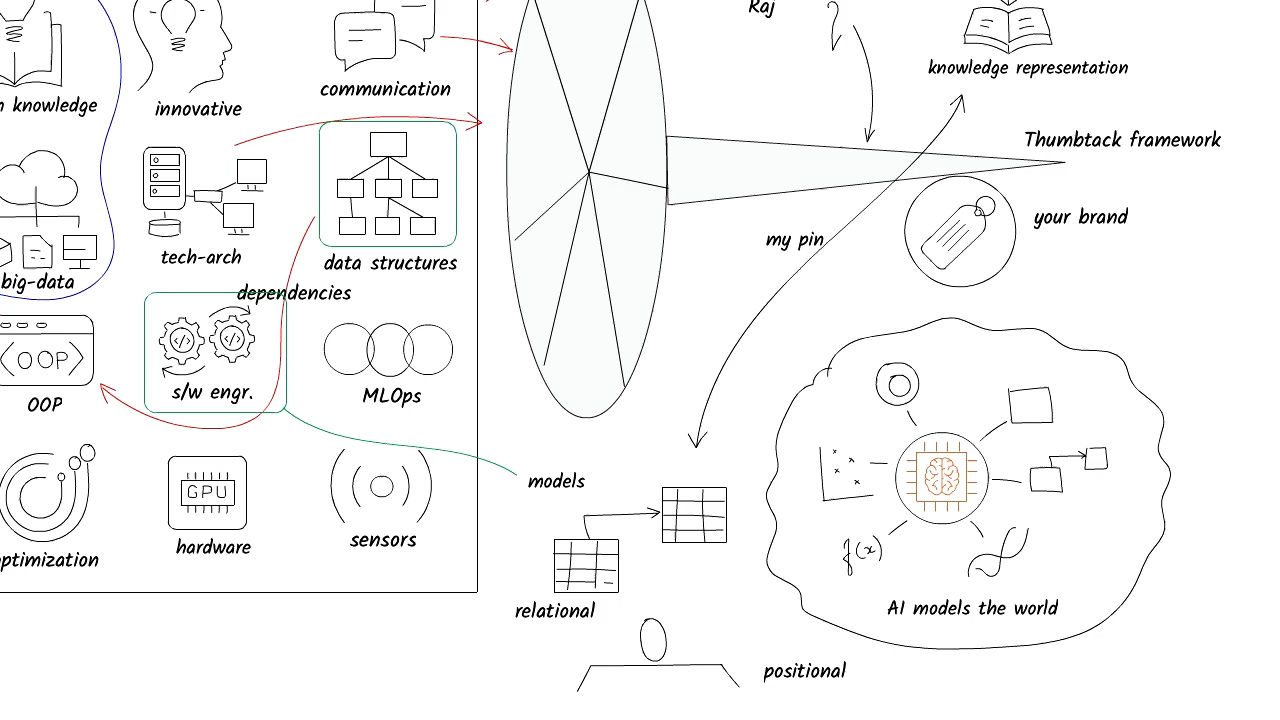 Raj
knowledge representation
n knowledge
innovative
communication
Thumbtack framework
your brand
my pin
big-data
tech-arch
data structures
dependencies
</>
</>
OOP
s/w engr.
OOP
MLOps
models
GPU
optimization
hardware
sensors
f(x)
relational
AI models the world
positional